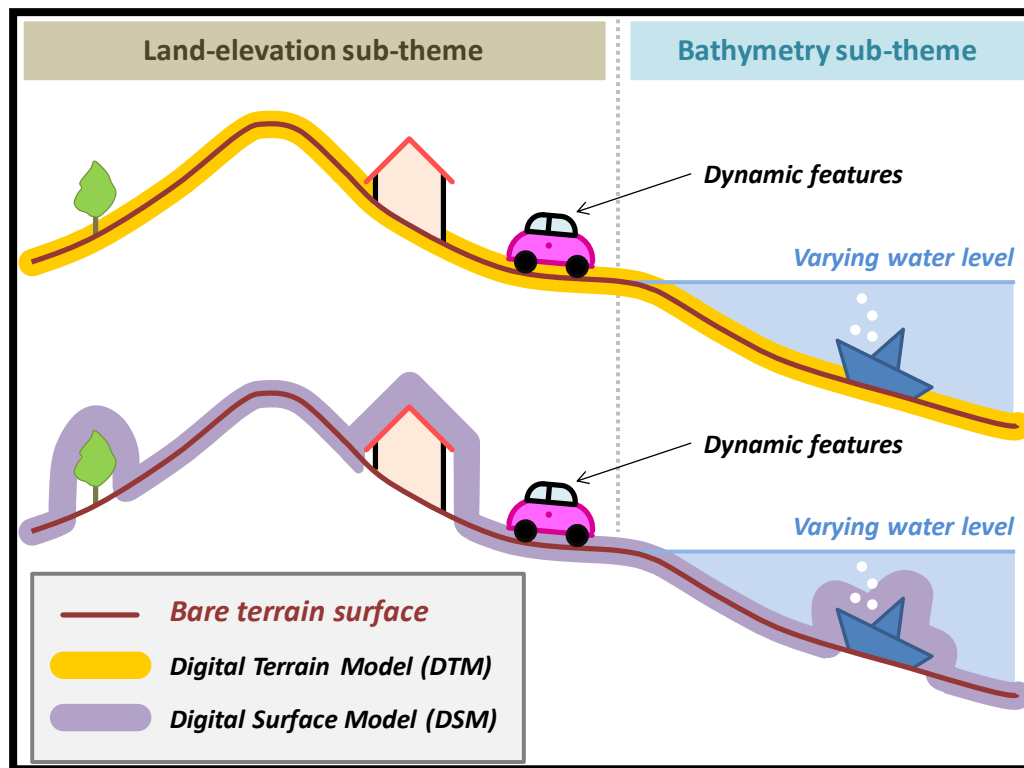 Land-elevation sub-theme
Bathymetry sub-theme
Dynamic features
Varying water level
Dynamic features
Varying water level
Bare terrain surface
Digital Terrain Model (DTM)
Digital Surface Model (DSM)